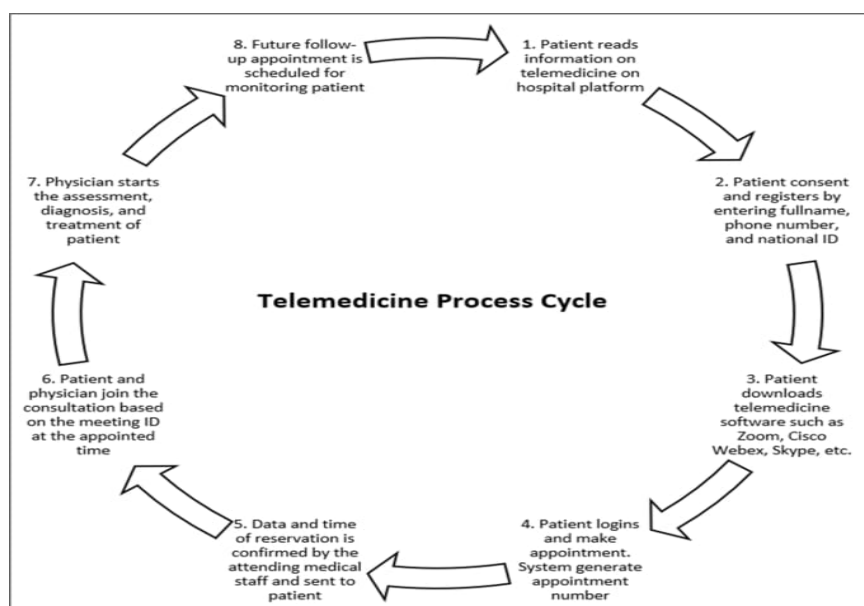 Telemedicine Process Cycle
1. Patient reads
information on
telemedicine on
hospital platform
2. Patient consent
and registers by
entering fullname,
phone number,
and national ID
3. Patient
downloads
telemedicine
software such as
Zoom, Cisco
Webex, Skype, etc.
4. Patient logins
and make
appointment.
System generate
appointment
number
5. Data and time
of reservation is
confirmed by the
attending medical
staff and sent to
patient
6. Patient and
physician join the
consultation based
on the meeting ID
at the appointed
time
7. Physician starts
the assessment,
diagnosis, and
treatment of
patient
8. Future follow-
up appointment is
scheduled for
monitoring patient